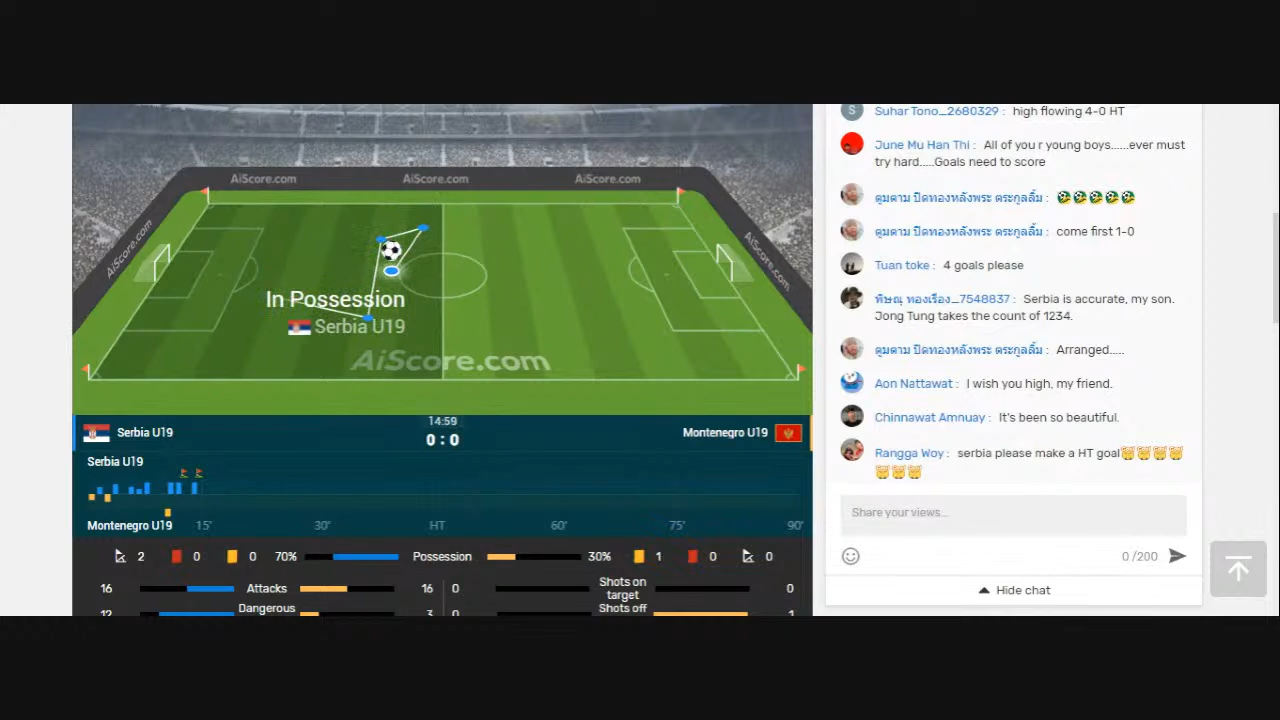 AiScore.com
AiScore.com
AiScore.com
AiScore.com
AiScore.com
In Possession
Serbia U19
AiScore.com
14:59
Serbia U19
0 : 0
Montenegro U19
Serbia U19
Montenegro U19
15'
30'
HT
60'
75'
90'
2
0
0
70%
Possession
30%
1
0
0
16
Attacks
16
0
Shots on
target
0
Dangerous
Shots off
12
3
0
1
S
Suhar Tono_2680329 : high flowing 4-0 HT
June Mu Han Thi : All of you r young boys......ever must
try hard.....Goals need to score
ตูมตาม ปิดทองหลังพระ ตระกูลลิ้ม : ⚽⚽⚽⚽⚽
ตูมตาม ปิดทองหลังพระ ตระกูลลิ้ม : come first 1-0
Tuan toke : 4 goals please
พิษณุ ทองเรือง_7548837 : Serbia is accurate, my son.
Jong Tung takes the count of 1234.
ตูมตาม ปิดทองหลังพระ ตระกูลลิ้ม : Arranged.....
Aon Nattawat : I wish you high, my friend.
Chinnawat Amnuay : It's been so beautiful.
Rangga Woy : serbia please make a HT goal
Share your views...
0 /200
Hide chat